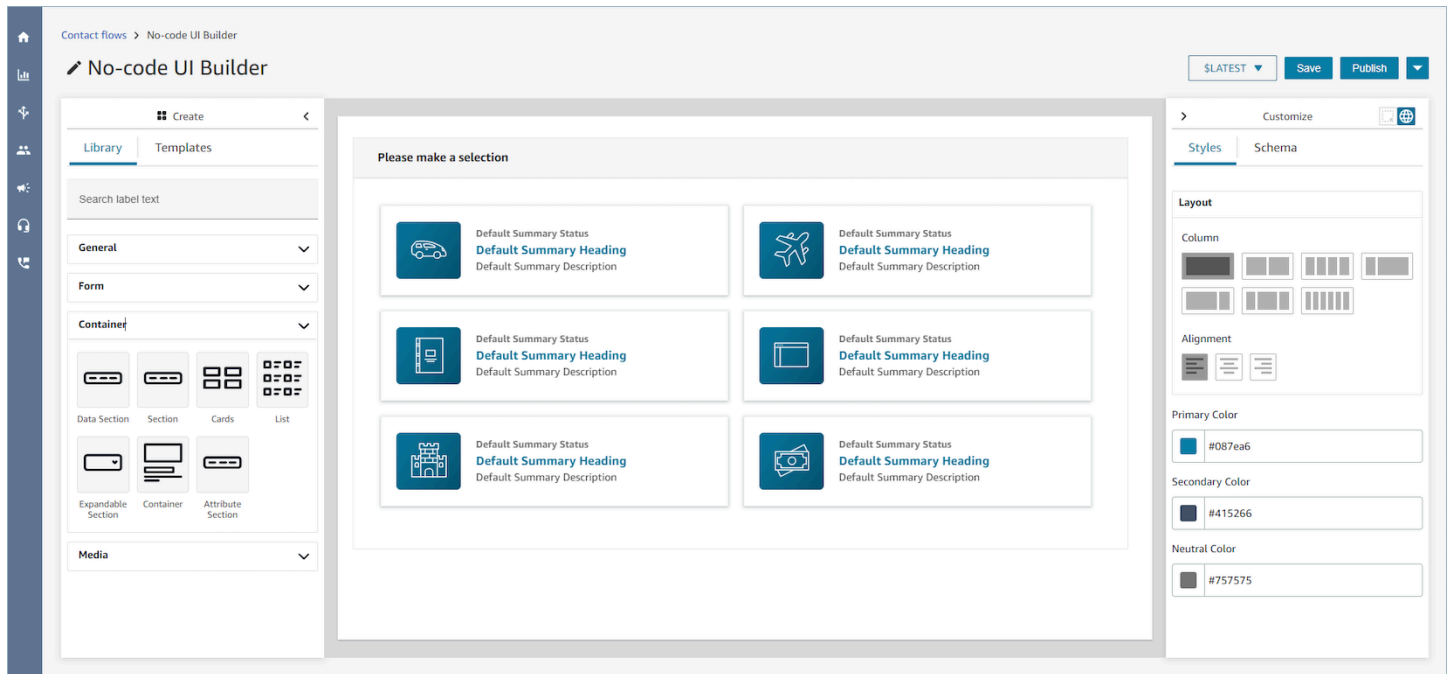 Contact flows > No-code UI Builder
No-code UI Builder
$LATEST ▼
Save
Publish
Create
Library
Templates
Search label text
General
Form
Container
Data Section
Section
Cards
List
Expandable
Section
Container
Attribute
Section
Media
Please make a selection
Default Summary Status
Default Summary Heading
Default Summary Description
Default Summary Status
Default Summary Heading
Default Summary Description
Default Summary Status
Default Summary Heading
Default Summary Description
Default Summary Status
Default Summary Heading
Default Summary Description
Default Summary Status
Default Summary Heading
Default Summary Description
Default Summary Status
Default Summary Heading
Default Summary Description
Customize
Styles
Schema
Layout
Column
Alignment
Primary Color
#087ea6
Secondary Color
#415266
Neutral Color
#757575